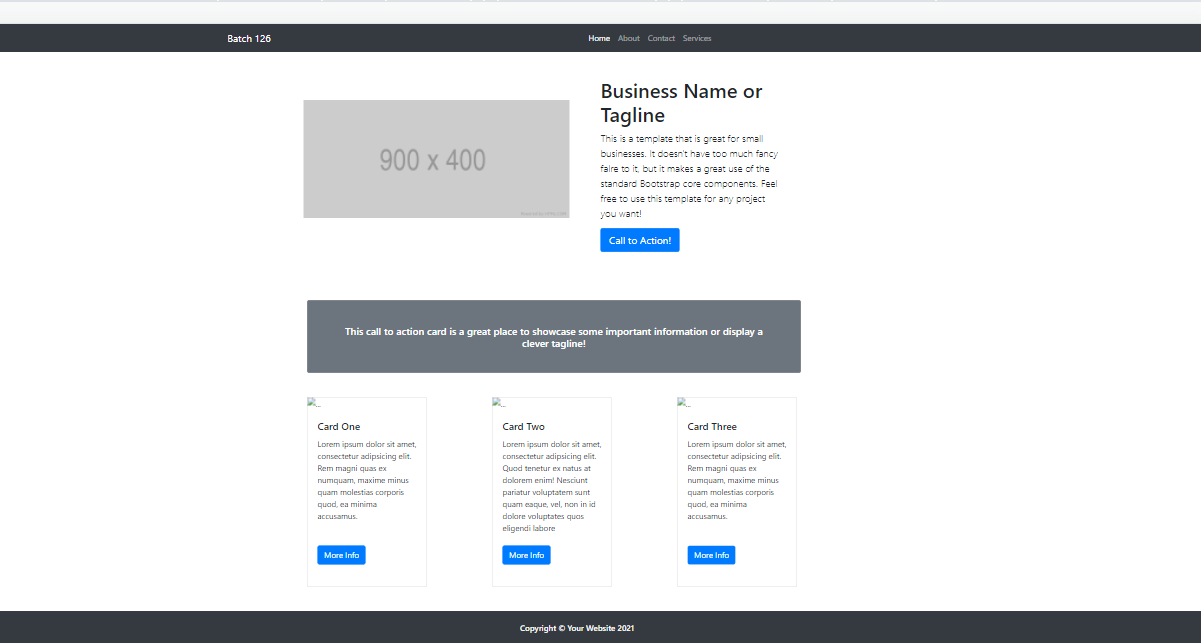 Batch 126
Home About Contact Services
900 x 400
Business Name or
Tagline
This is a template that is great for small
businesses. It doesn't have too much fancy
faire to it, but it makes a great use of the
standard Bootstrap core components. Feel
free to use this template for any project
you want!
Call to Action!
This call to action card is a great place to showcase some important information or display a
clever tagline!
...
Card One
Lorem ipsum dolor sit amet,
consectetur adipisicing elit.
Rem magni quas ex
numquam, maxime minus
quam molestias corporis
quod, ea minima
accusamus.
More Info
...
Card Two
Lorem ipsum dolor sit amet,
consectetur adipisicing elit.
Quod tenetur ex natus at
dolorem enim! Nesciunt
pariatur voluptatem sunt
quam eaque, vel, non in id
dolore voluptates quos
eligendi labore
More Info
...
Card Three
Lorem ipsum dolor sit amet,
consectetur adipisicing elit.
Rem magni quas ex
numquam, maxime minus
quam molestias corporis
quod, ea minima
accusamus.
More Info
Copyright © Your Website 2021